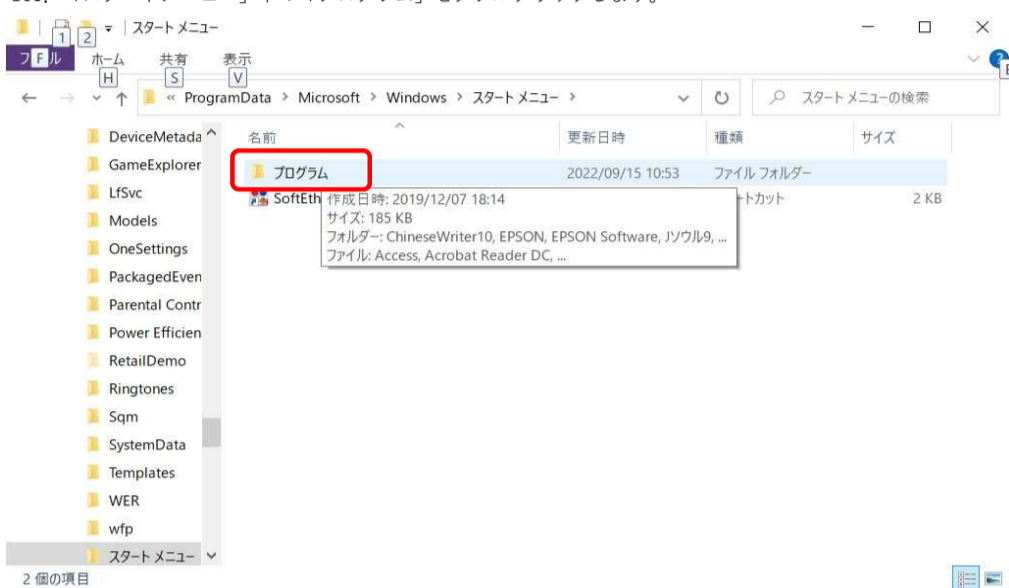 スタートメニュー
1 2
ホーム 共有 表示
F H S V
« ProgramData > Microsoft > Windows > スタート メニュー >
スタート メニューの検索
名前 更新日時 種類 サイズ
DeviceMetada
GameExplorer
プログラム 2022/09/15 10:53 ファイル フォルダー
LfSvc
SoftEth 2 KB
作成日時: 2019/12/07 18:14
サイズ: 185 KB
フォルダー: ChineseWriter10, EPSON, EPSON Software, Jソウル9, ...
ファイル: Access, Acrobat Reader DC, ...
Models
OneSettings
PackagedEven
Parental Contr
Power Efficien
RetailDemo
Ringtones
Sqm
SystemData
Templates
WER
wfp
スタート メニュー
2 個の項目